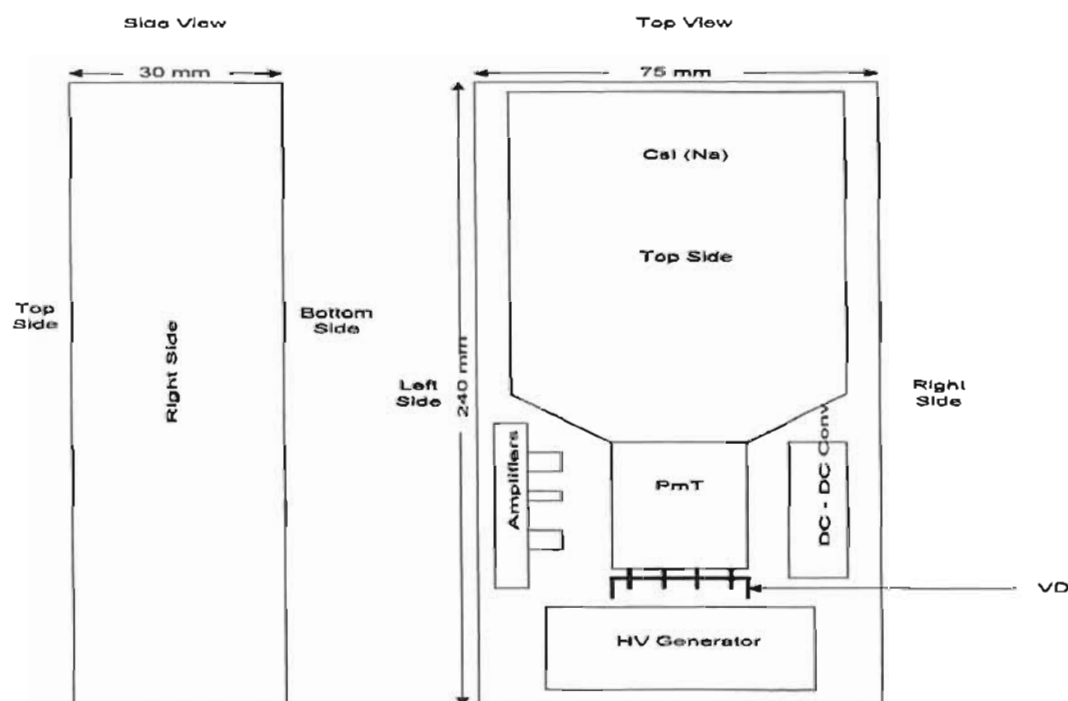 Side View
Top View
30 mm
75 mm
CsI (Na)
Top Side
Top
Side
Right Side
Bottom
Side
Left
Side
240 mm
Right
Side
Amplifiers
PmT
DC - DC Conv
VD
HV Generator